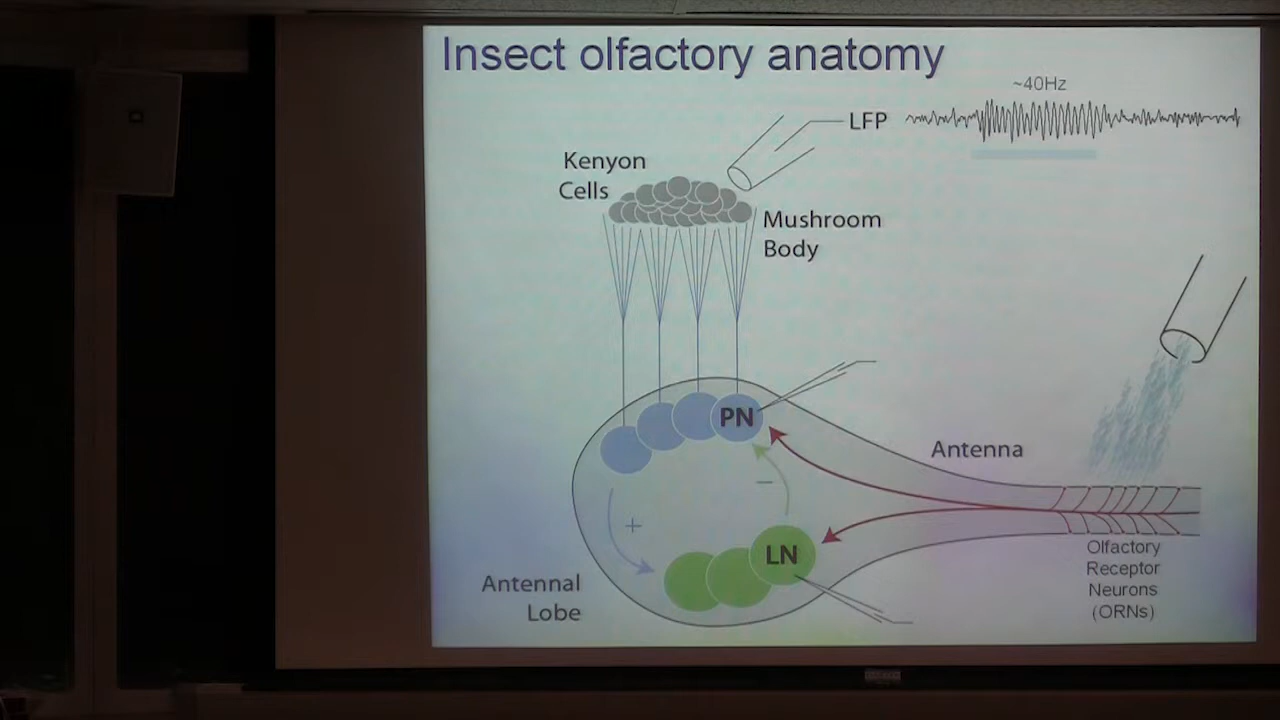 Insect olfactory anatomy
~40Hz
LFP
Kenyon
Cells
Mushroom
Body
PN
Antenna
−
+
LN
Antennal
Lobe
Olfactory
Receptor
Neurons
(ORNs)